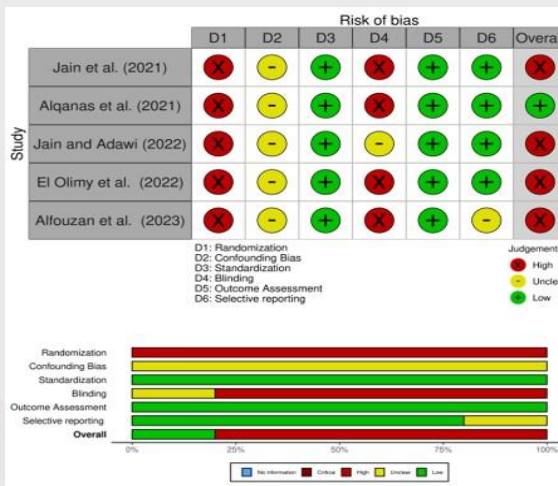 Risk of bias
D1 D2 D3 D4 D5 D6 Overa
Study
Jain et al. (2021) X - + X + + X
Alqanas et al. (2021) X - + X + + +
Jain and Adawi (2022) X - + - + + X
El Olimy et al. (2022) X - + X + + X
Alfouzan et al. (2023) X - + X + - X
D1: Randomization
D2: Confounding Bias
D3: Standardization
D4: Blinding
D5: Outcome Assessment
D6: Selective reporting
Judgement
X High
- Uncle
+ Low
Randomization
Confounding Bias
Standardization
Blinding
Outcome Assessment
Selective reporting
Overall
0% 25% 50% 75% 100%
No information Critical High Unclear Low